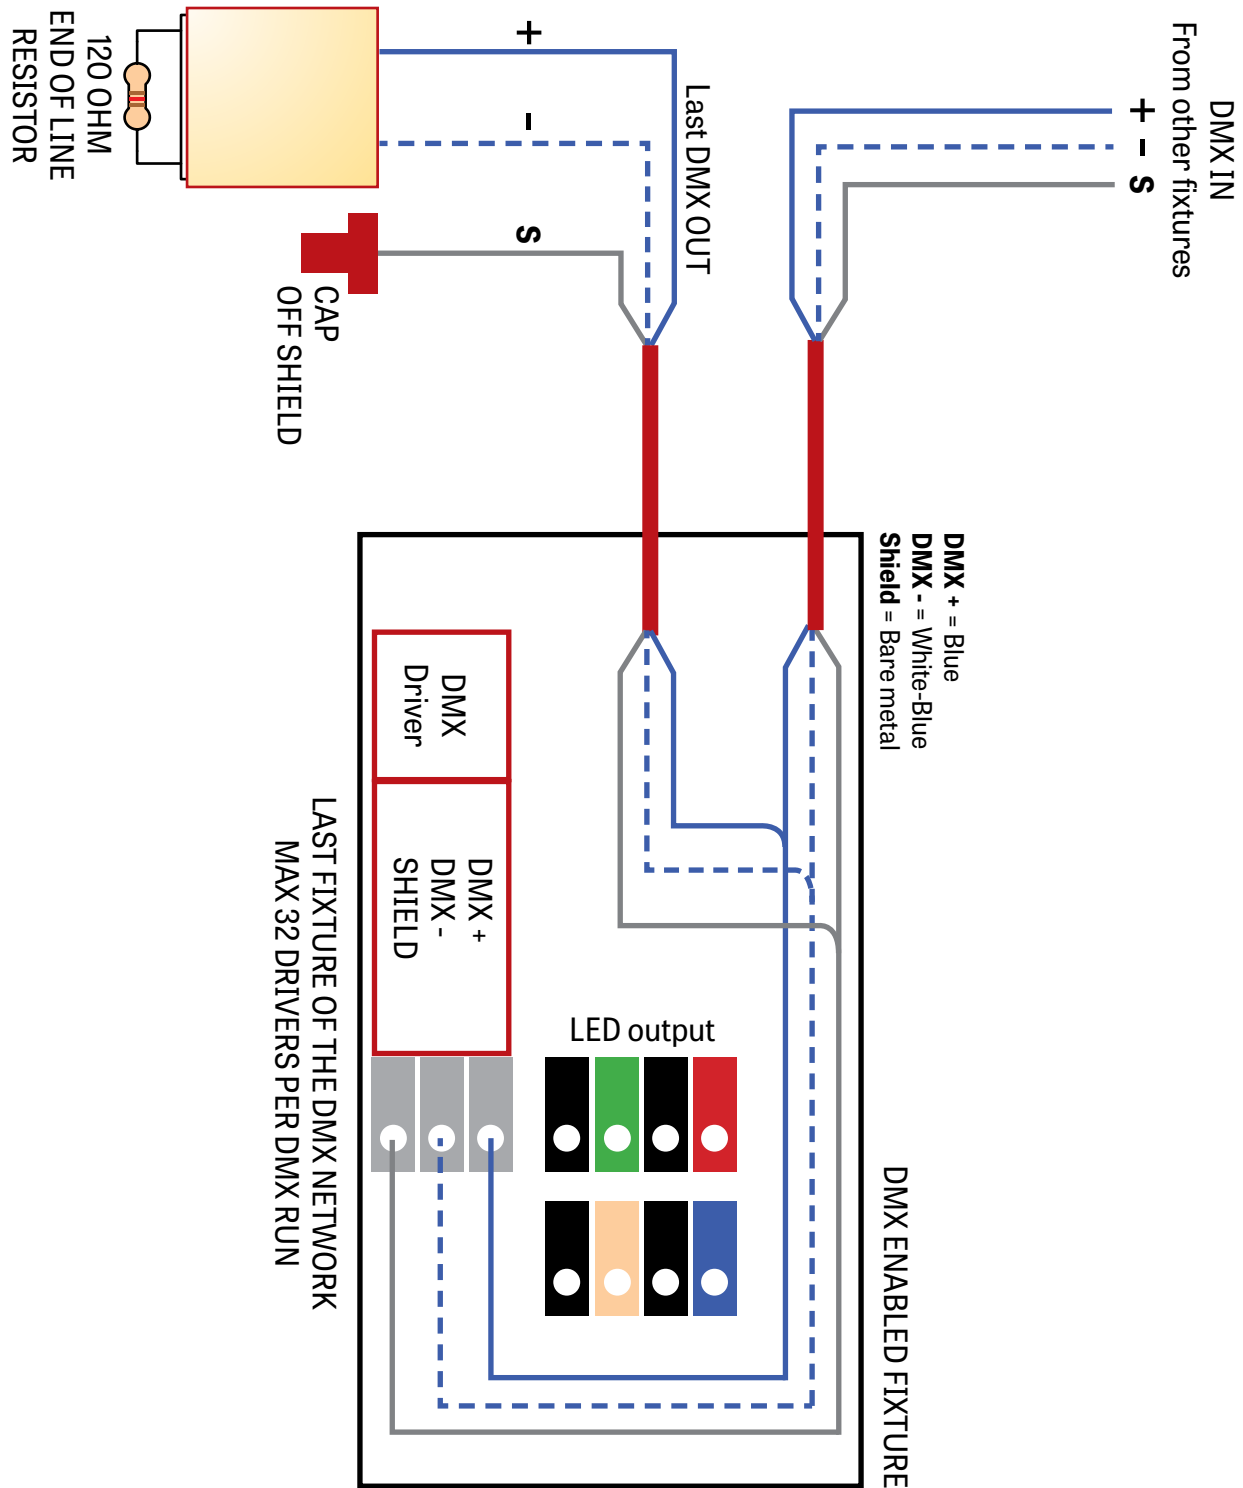 DMX IN
From other fixtures
+
-
S
Last DMX OUT
+
-
S
120 OHM
END OF LINE
RESISTOR
CAP
OFF SHIELD
DMX + = Blue
DMX - = White-Blue
Shield = Bare metal
DMX ENABLED FIXTURE
DMX
Driver
DMX +
DMX -
SHIELD
LED output
LAST FIXTURE OF THE DMX NETWORK
MAX 32 DRIVERS PER DMX RUN